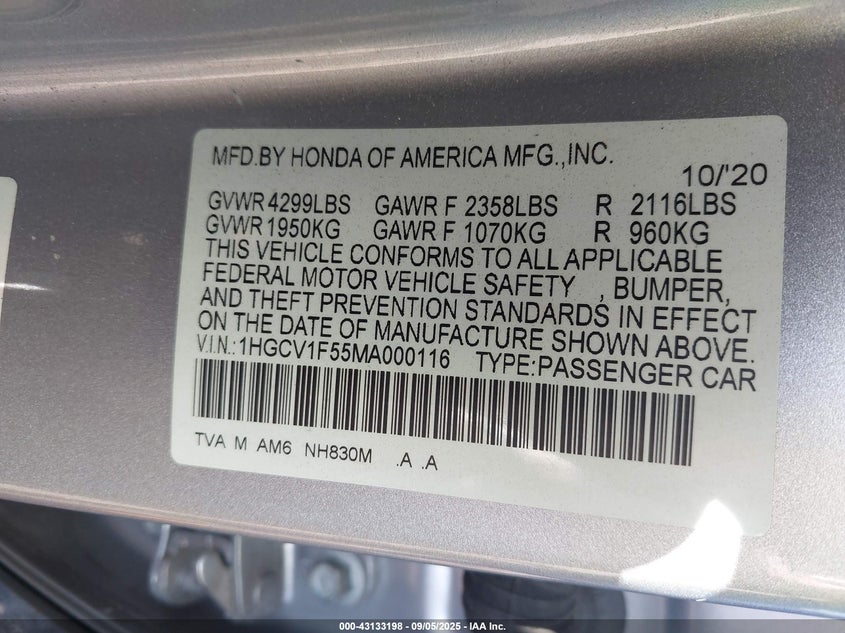 MFD.BY HONDA OF AMERICA MFG.,INC.
10/'20
GVWR 4299LBS GAWR F 2358LBS R 2116LBS
GVWR 1950KG GAWR F 1070KG R 960KG
THIS VEHICLE CONFORMS TO ALL APPLICABLE
FEDERAL MOTOR VEHICLE SAFETY , BUMPER,
AND THEFT PREVENTION STANDARDS IN EFFECT
ON THE DATE OF MANUFACTURE SHOWN ABOVE.
V.I.N.:1HGCV1F55MA000116 TYPE:PASSENGER CAR
TVA M AM6 NH830M .A .A
000-43133198 - 09/05/2025 - IAA Inc.